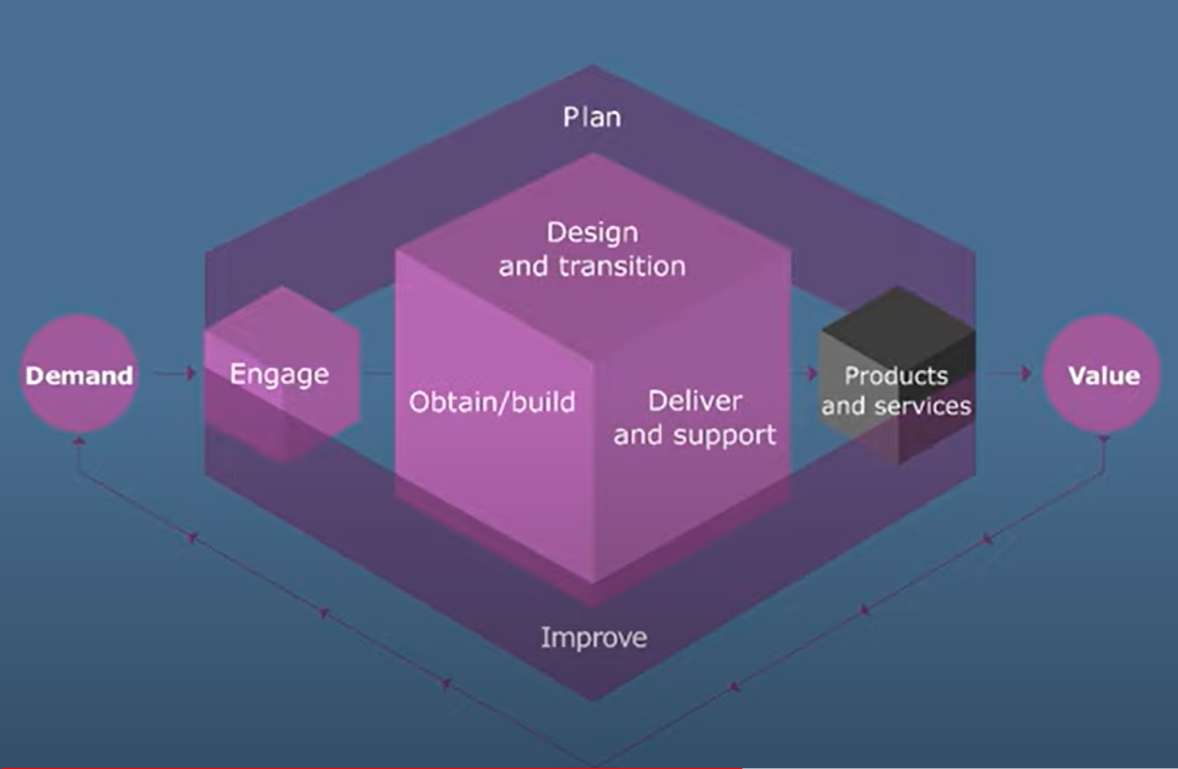 Plan
Design
and transition
Demand
Engage
Obtain/build
Deliver
and support
Products
and services
Value
Improve